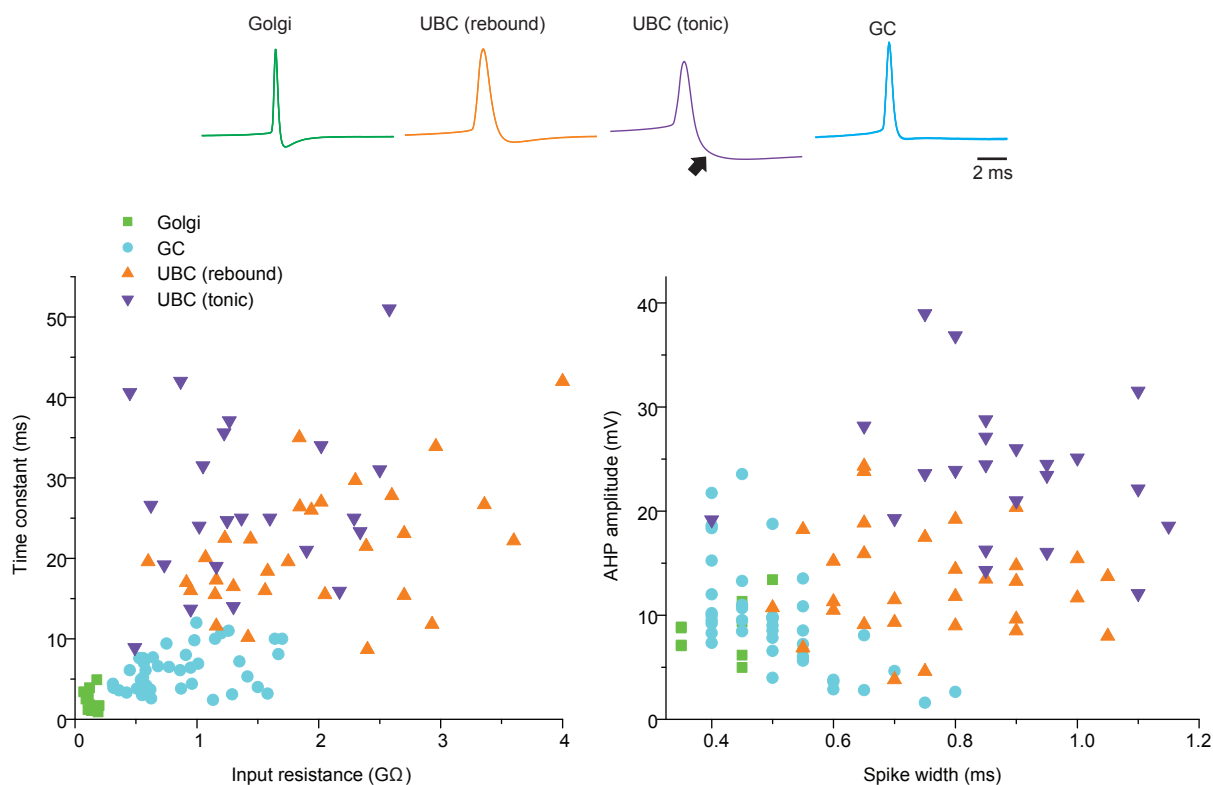 Golgi
UBC (rebound)
UBC (tonic)
GC
2 ms
Golgi
GC
UBC (rebound)
UBC (tonic)
50
40
30
20
10
0
Time constant (ms)
0 1 2 3 4
Input resistance (GΩ)
40
30
20
10
0
AHP amplitude (mV)
0.4 0.6 0.8 1.0 1.2
Spike width (ms)